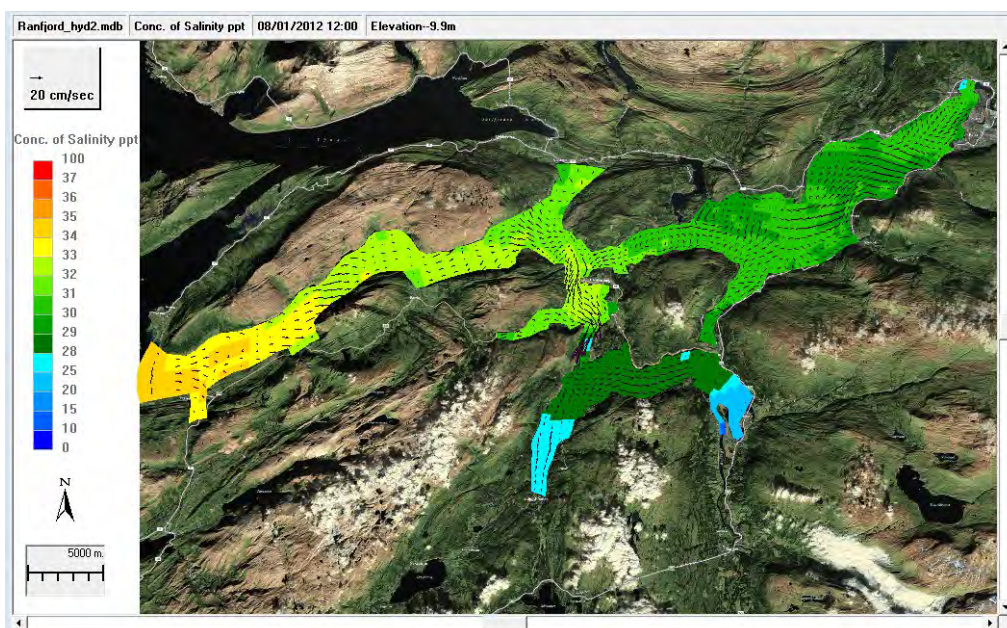 Ranfjord_hyd2.mdb
Conc. of Salinity ppt
08/01/2012 12:00
Elevation--9.9m
20 cm/sec
Conc. of Salinity ppt
100
37
36
35
34
33
32
31
30
29
28
25
20
15
10
0
N
5000 m.